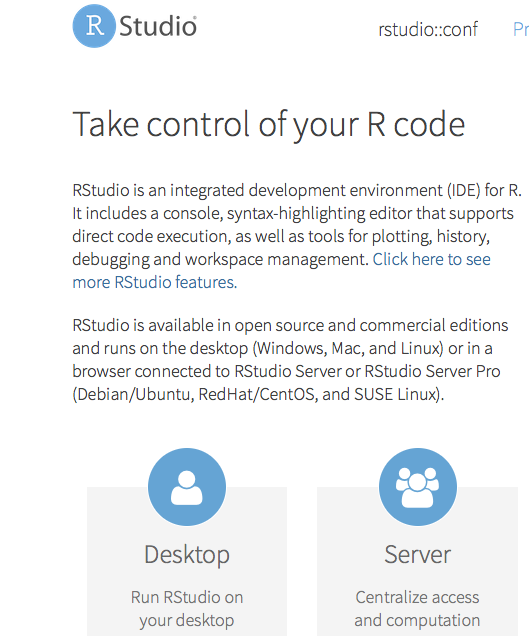 R Studio®
rstudio::conf
Pr
Take control of your R code
RStudio is an integrated development environment (IDE) for R.
It includes a console, syntax-highlighting editor that supports
direct code execution, as well as tools for plotting, history,
debugging and workspace management. Click here to see
more RStudio features.
RStudio is available in open source and commercial editions
and runs on the desktop (Windows, Mac, and Linux) or in a
browser connected to RStudio Server or RStudio Server Pro
(Debian/Ubuntu, RedHat/CentOS, and SUSE Linux).
Desktop
Run RStudio on
your desktop
Server
Centralize access
and computation